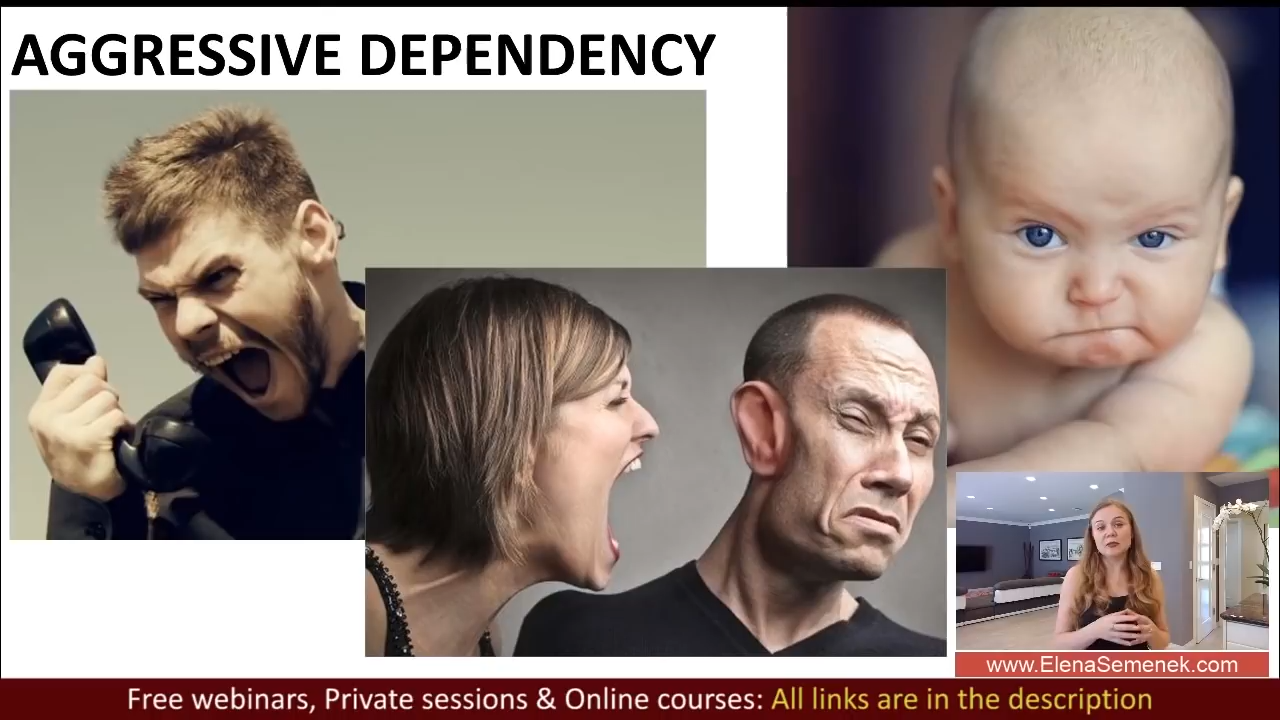 AGGRESSIVE DEPENDENCY
www.ElenaSemenek.com
Free webinars, Private sessions & Online courses: All links are in the description